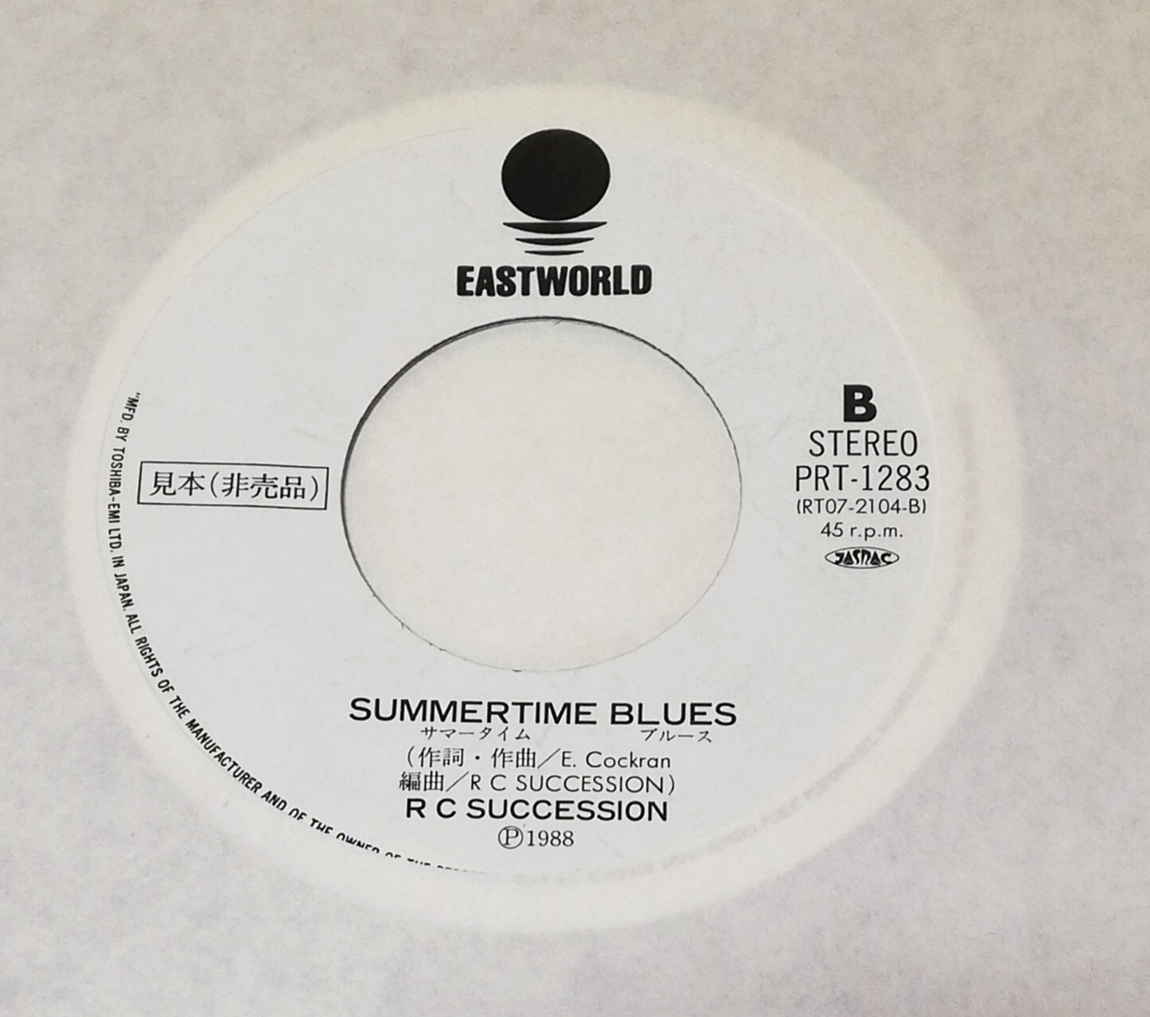 EASTWORLD
B
STEREO
PRT-1283
(RT07-2104-B)
45 r.p.m.
JASRAC
見本(非売品)
SUMMERTIME BLUES
サマータイム ブルース
(作詞・作曲/E. Cockran
編曲/R C SUCCESSION)
R C SUCCESSION
Ⓟ1988
"MFD. BY TOSHIBA-EMI LTD. IN JAPAN. ALL RIGHTS OF THE MANUFACTURER AND OF THE OWNER OF THE